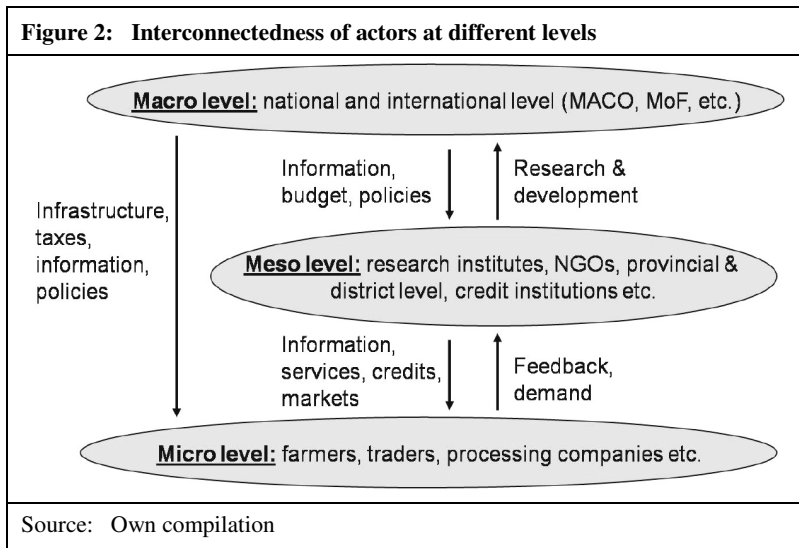 Figure 2: Interconnectedness of actors at different levels
Macro level: national and international level (MACO, MoF, etc.)
Infrastructure,
taxes,
information,
policies
Information,
budget, policies
Research &
development
Meso level: research institutes, NGOs, provincial &
district level, credit institutions etc.
Information,
services, credits,
markets
Feedback,
demand
Micro level: farmers, traders, processing companies etc.
Source: Own compilation